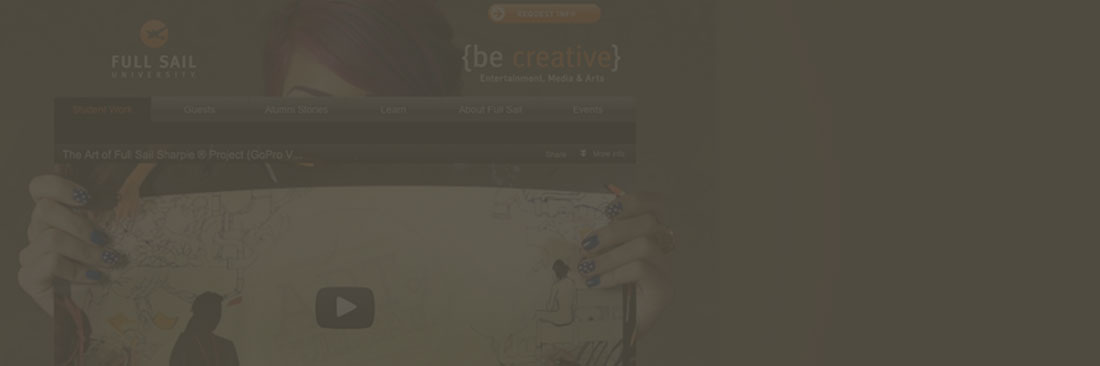 REQUEST INFO
FULL SAIL
UNIVERSITY
{be creative}
Entertainment, Media & Arts
Student Work
Guests
Alumni Stories
Learn
About Full Sail
Events
The Art of Full Sail Sharpie ® Project (GoPro V...
Share
More info